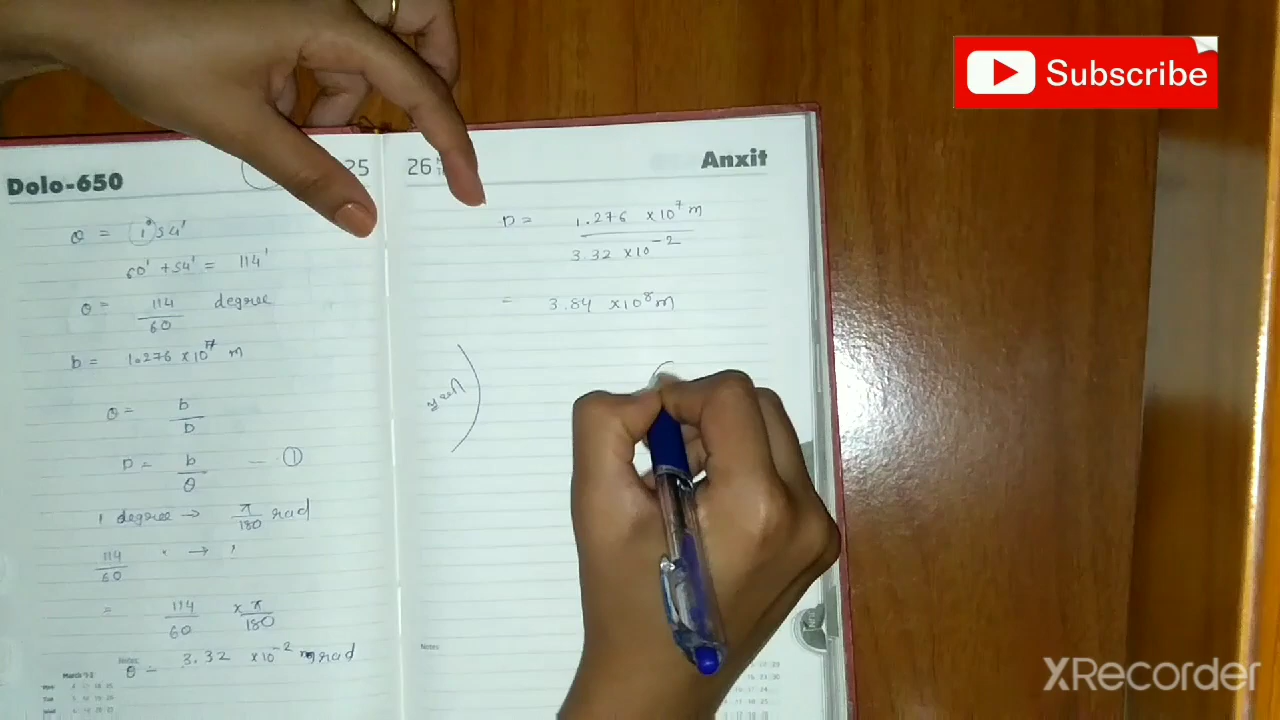 Subscribe
Dolo-650
25
θ = 1°54'
60' + 54' = 114'
θ = 114/60 degree
b = 1.276 × 10⁷ m
θ = b/D
D = b/θ — ①
1 degree → π/180 rad
114/60 " → ?
= 114/60 × π/180
Notes
θ = 3.32 × 10⁻² rad
26
Anxit
D = 1.276 × 10⁷ m / 3.32 × 10⁻²
= 3.84 × 10⁸ m
Notes
XRecorder